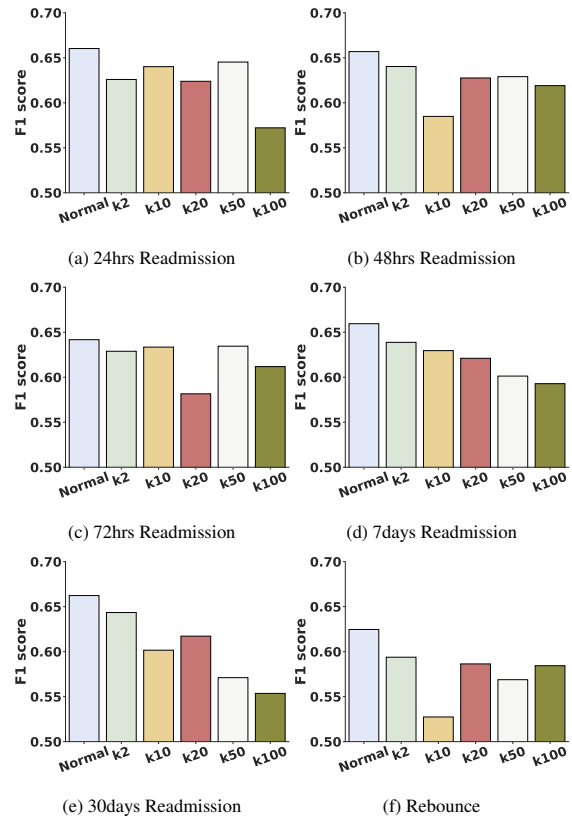 0.70
0.65
0.60
0.55
0.50
F1 score
Normal k2 k10 k20 k50 k100
(a) 24hrs Readmission
0.70
0.65
0.60
0.55
0.50
F1 score
Normal k2 k10 k20 k50 k100
(b) 48hrs Readmission
0.70
0.65
0.60
0.55
0.50
F1 score
Normal k2 k10 k20 k50 k100
(c) 72hrs Readmission
0.70
0.65
0.60
0.55
0.50
F1 score
Normal k2 k10 k20 k50 k100
(d) 7days Readmission
0.70
0.65
0.60
0.55
0.50
F1 score
Normal k2 k10 k20 k50 k100
(e) 30days Readmission
0.70
0.65
0.60
0.55
0.50
F1 score
Normal k2 k10 k20 k50 k100
(f) Rebounce